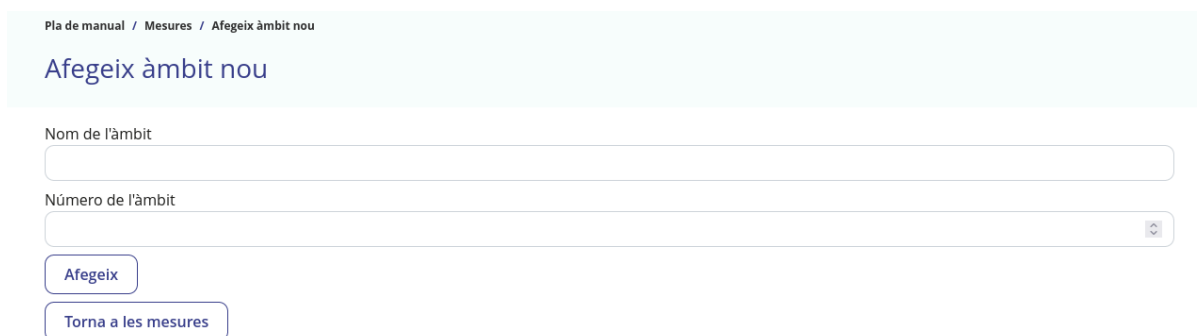 Pla de manual / Mesures / Afegeix àmbit nou
Afegeix àmbit nou
Nom de l'àmbit
Número de l'àmbit
Afegeix
Torna a les mesures